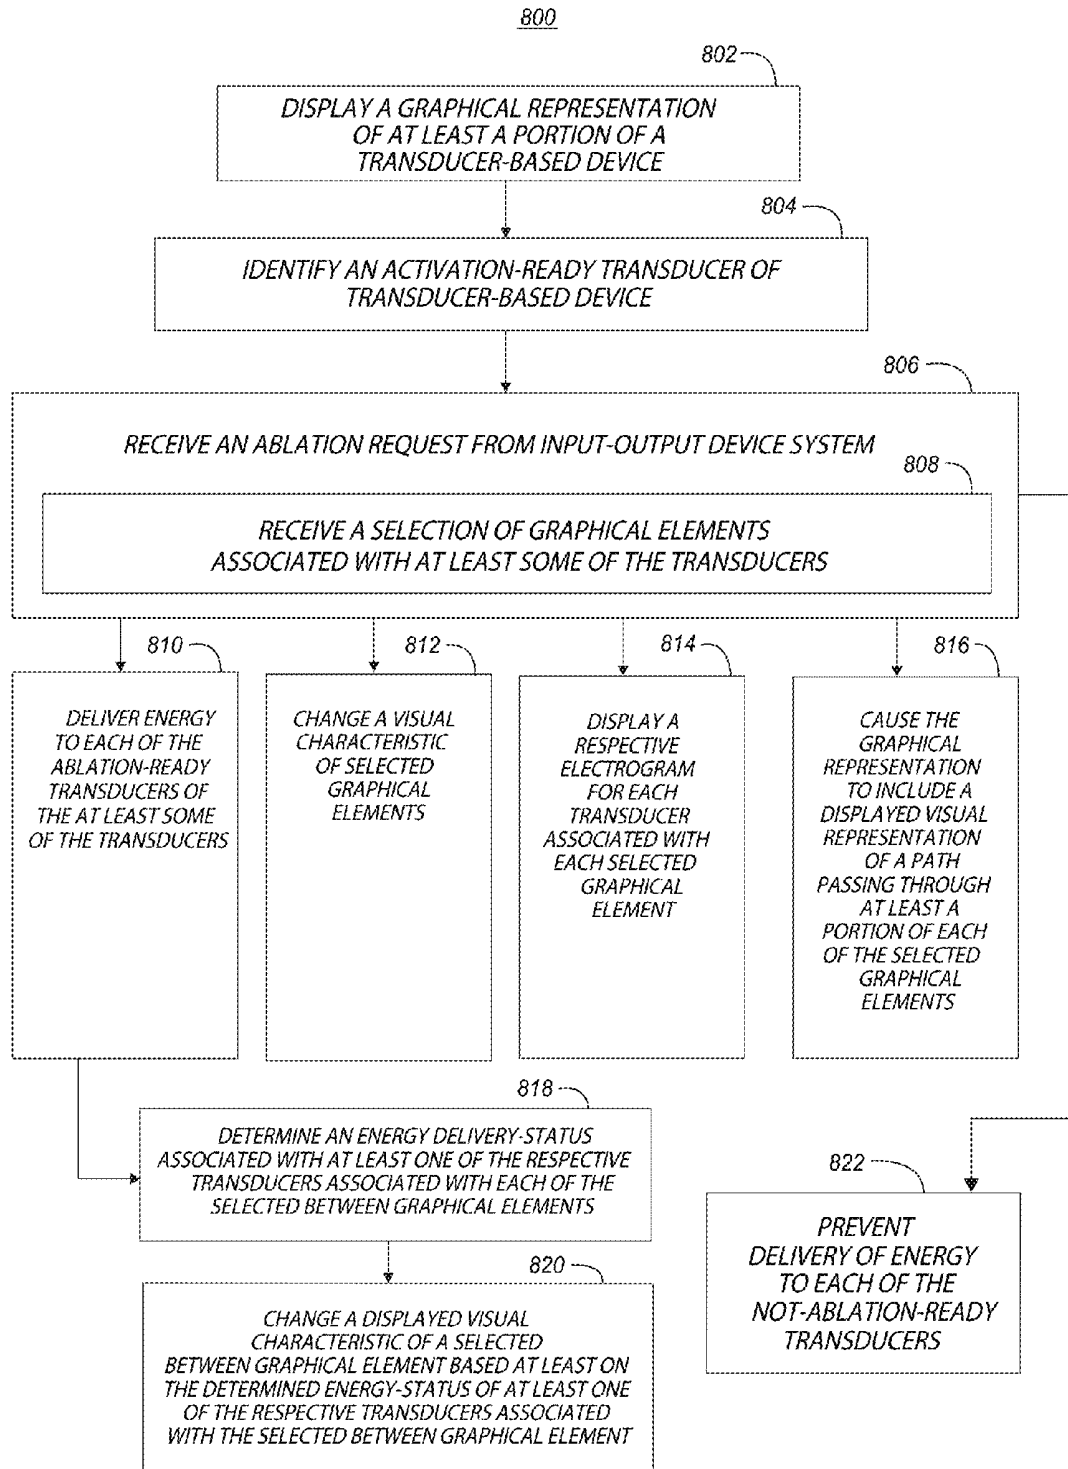 800
802
DISPLAY A GRAPHICAL REPRESENTATION
OF AT LEAST A PORTION OF A
TRANSDUCER-BASED DEVICE
804
IDENTIFY AN ACTIVATION-READY TRANSDUCER OF
TRANSDUCER-BASED DEVICE
806
RECEIVE AN ABLATION REQUEST FROM INPUT-OUTPUT DEVICE SYSTEM
808
RECEIVE A SELECTION OF GRAPHICAL ELEMENTS
ASSOCIATED WITH AT LEAST SOME OF THE TRANSDUCERS
810
DELIVER ENERGY
TO EACH OF THE
ABLATION-READY
TRANSDUCERS OF
THE AT LEAST SOME
OF THE TRANSDUCERS
812
CHANGE A VISUAL
CHARACTERISTIC
OF SELECTED
GRAPHICAL
ELEMENTS
814
DISPLAY A
RESPECTIVE
ELECTROGRAM
FOR EACH
TRANSDUCER
ASSOCIATED WITH
EACH SELECTED
GRAPHICAL
ELEMENT
816
CAUSE THE
GRAPHICAL
REPRESENTATION
TO INCLUDE A
DISPLAYED VISUAL
REPRESENTATION
OF A PATH
PASSING THROUGH
AT LEAST A
PORTION OF EACH
OF THE SELECTED
GRAPHICAL
ELEMENTS
818
DETERMINE AN ENERGY DELIVERY-STATUS
ASSOCIATED WITH AT LEAST ONE OF THE RESPECTIVE
TRANSDUCERS ASSOCIATED WITH EACH OF THE
SELECTED BETWEEN GRAPHICAL ELEMENTS
820
CHANGE A DISPLAYED VISUAL
CHARACTERISTIC OF A SELECTED
BETWEEN GRAPHICAL ELEMENT BASED AT LEAST ON
THE DETERMINED ENERGY-STATUS OF AT LEAST ONE
OF THE RESPECTIVE TRANSDUCERS ASSOCIATED
WITH THE SELECTED BETWEEN GRAPHICAL ELEMENT
822
PREVENT
DELIVERY OF ENERGY
TO EACH OF THE
NOT-ABLATION-READY
TRANSDUCERS